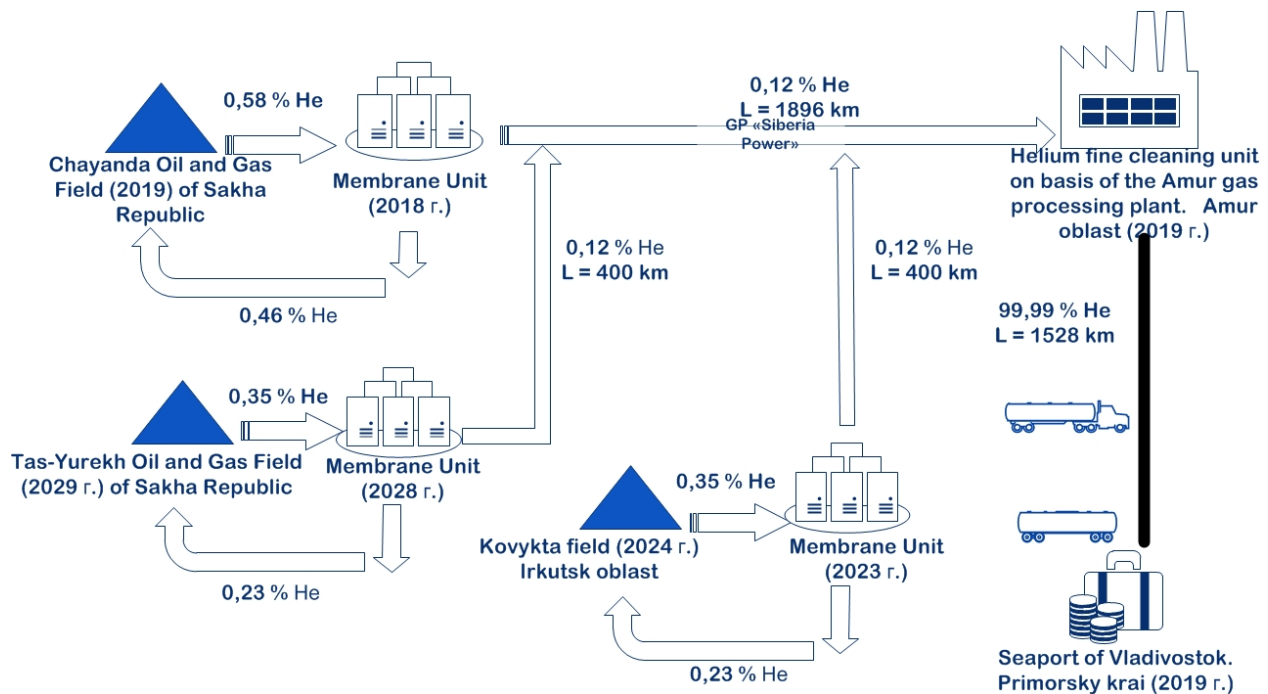 0,58 % He
Chayanda Oil and Gas
Field (2019) of Sakha
Republic
Membrane Unit
(2018 г.)
0,46 % He
0,12 % He
L = 1896 km
GP «Siberia
Power»
Helium fine cleaning unit
on basis of the Amur gas
processing plant. Amur
oblast (2019 г.)
0,12 % He
L = 400 km
0,12 % He
L = 400 km
99,99 % He
L = 1528 km
0,35 % He
Tas-Yurekh Oil and Gas Field
(2029 г.) of Sakha Republic
Membrane Unit
(2028 г.)
0,23 % He
0,35 % He
Kovykta field (2024 г.)
Irkutsk oblast
Membrane Unit
(2023 г.)
0,23 % He
Seaport of Vladivostok.
Primorsky krai (2019 г.)